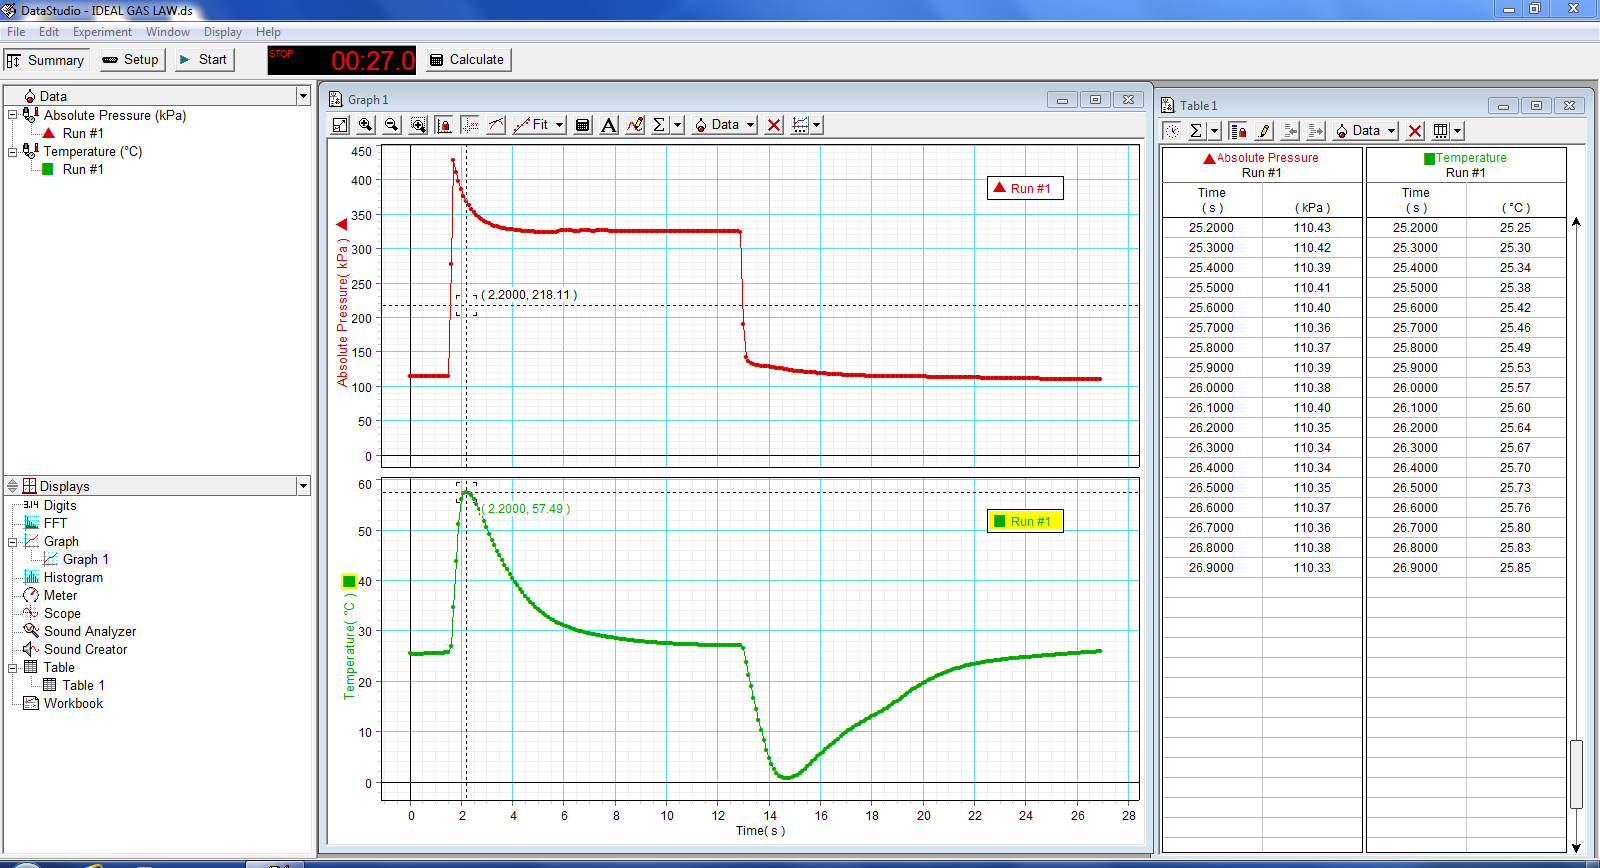 DataStudio - IDEAL GAS LAW.ds
File Edit Experiment Window Display Help
Summary Setup Start STOP 00:27.0 Calculate
Data
Absolute Pressure (kPa)
Run #1
Temperature (°C)
Run #1
Displays
3.14 Digits
FFT
Graph
Graph 1
Histogram
Meter
Scope
Sound Analyzer
Sound Creator
Table
Table 1
Workbook
Graph 1
Fit A Σ Data
450
400
350
300
250
200
150
100
50
0
Absolute Pressure( kPa )
Run #1
( 2.2000, 218.11 )
60
50
40
30
20
10
0
Temperature( °C )
Run #1
( 2.2000, 57.49 )
0 2 4 6 8 10 12 14 16 18 20 22 24 26 28
Time( s )
Table 1
Σ Data
Absolute Pressure Temperature
Run #1 Run #1
Time Time
( s ) ( kPa ) ( s ) ( °C )
25.2000 110.43 25.2000 25.25
25.3000 110.42 25.3000 25.30
25.4000 110.39 25.4000 25.34
25.5000 110.41 25.5000 25.38
25.6000 110.40 25.6000 25.42
25.7000 110.36 25.7000 25.46
25.8000 110.37 25.8000 25.49
25.9000 110.39 25.9000 25.53
26.0000 110.38 26.0000 25.57
26.1000 110.40 26.1000 25.60
26.2000 110.35 26.2000 25.64
26.3000 110.34 26.3000 25.67
26.4000 110.34 26.4000 25.70
26.5000 110.35 26.5000 25.73
26.6000 110.37 26.6000 25.76
26.7000 110.36 26.7000 25.80
26.8000 110.38 26.8000 25.83
26.9000 110.33 26.9000 25.85